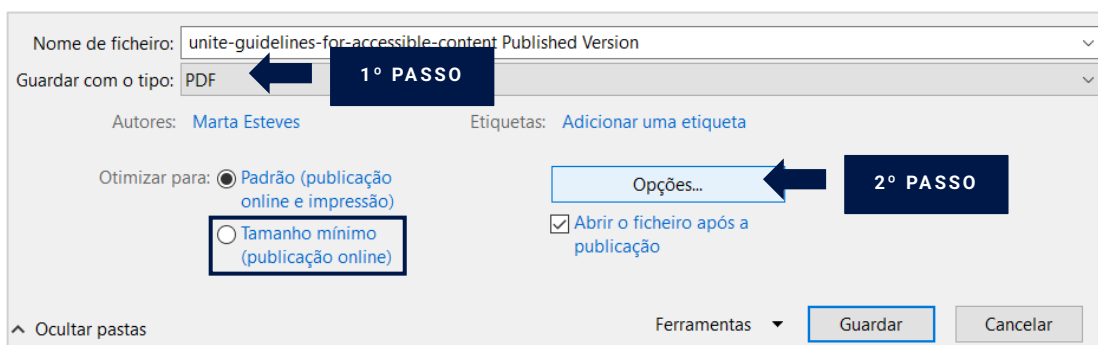 Nome de ficheiro: unite-guidelines-for-accessible-content Published Version
Guardar com o tipo: PDF
1º PASSO
Autores: Marta Esteves
Etiquetas: Adicionar uma etiqueta
Otimizar para: Padrão (publicação
online e impressão)
Tamanho mínimo
(publicação online)
Opções...
2º PASSO
Abrir o ficheiro após a
publicação
Ocultar pastas
Ferramentas
Guardar
Cancelar